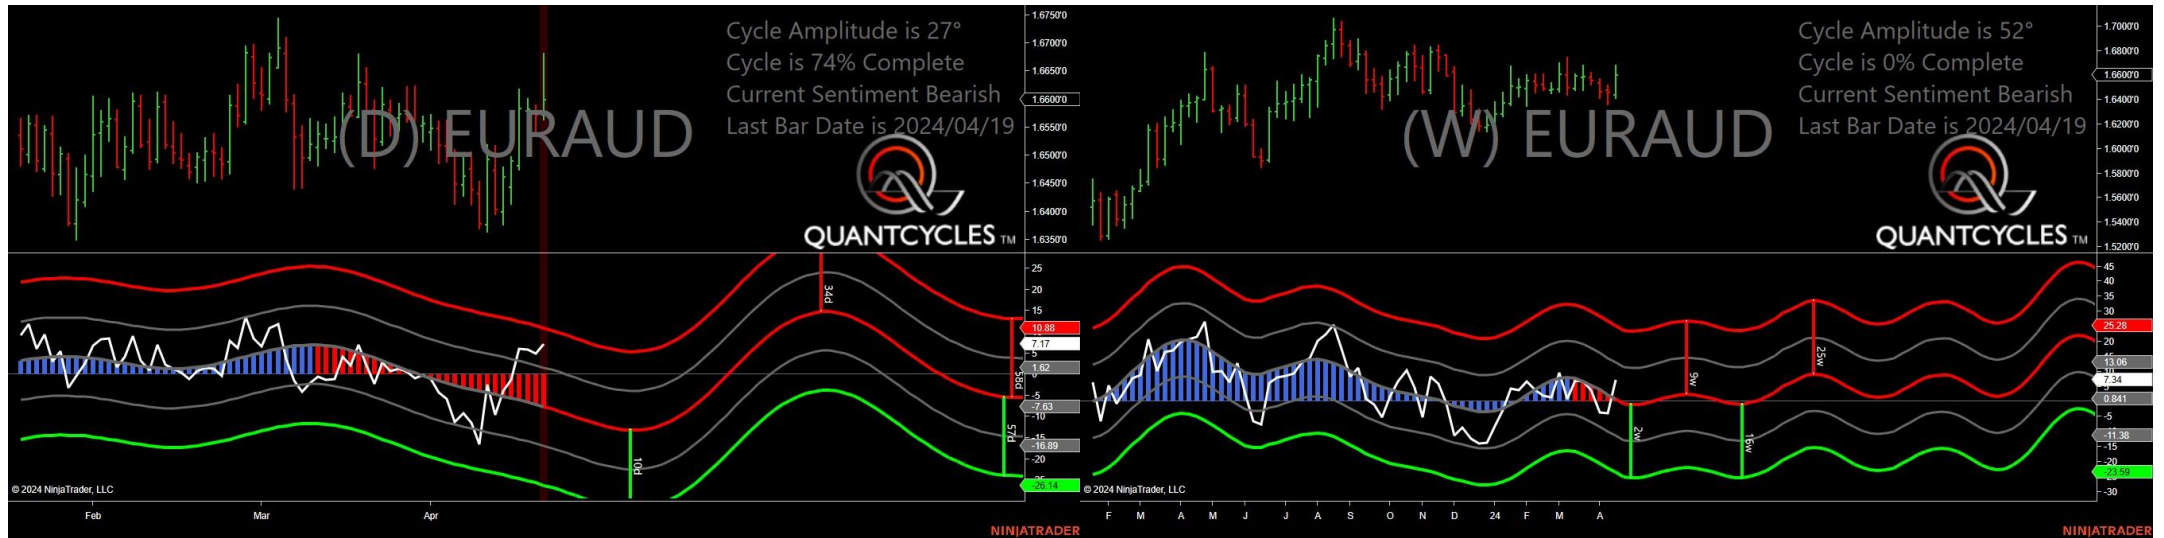 Cycle Amplitude is 27°
Cycle is 74% Complete
Current Sentiment Bearish
Last Bar Date is 2024/04/19
(D) EURAUD
QUANTCYCLES TM
1.6750'0
1.6700'0
1.6650'0
1.6600'0
1.6550'0
1.6500'0
1.6450'0
1.6400'0
1.6350'0
25
20
15
10.88
7.17
5
1.62
-5
-7.63
-15
-16.89
-20
-26.14
10d
34d
58d
57d
© 2024 NinjaTrader, LLC
Feb
Mar
Apr
NINJATRADER
Cycle Amplitude is 52°
Cycle is 0% Complete
Current Sentiment Bearish
Last Bar Date is 2024/04/19
(W) EURAUD
QUANTCYCLES TM
1.7000'0
1.6800'0
1.6600'0
1.6400'0
1.6200'0
1.6000'0
1.5800'0
1.5600'0
1.5400'0
1.5200'0
45
40
35
30
25.28
20
13.06
7.34
0.841
-5
-11.38
-15
-23.59
-30
2w
9w
16w
25w
© 2024 NinjaTrader, LLC
F
M
A
M
J
J
A
S
O
N
D
24
F
M
A
NINJATRADER